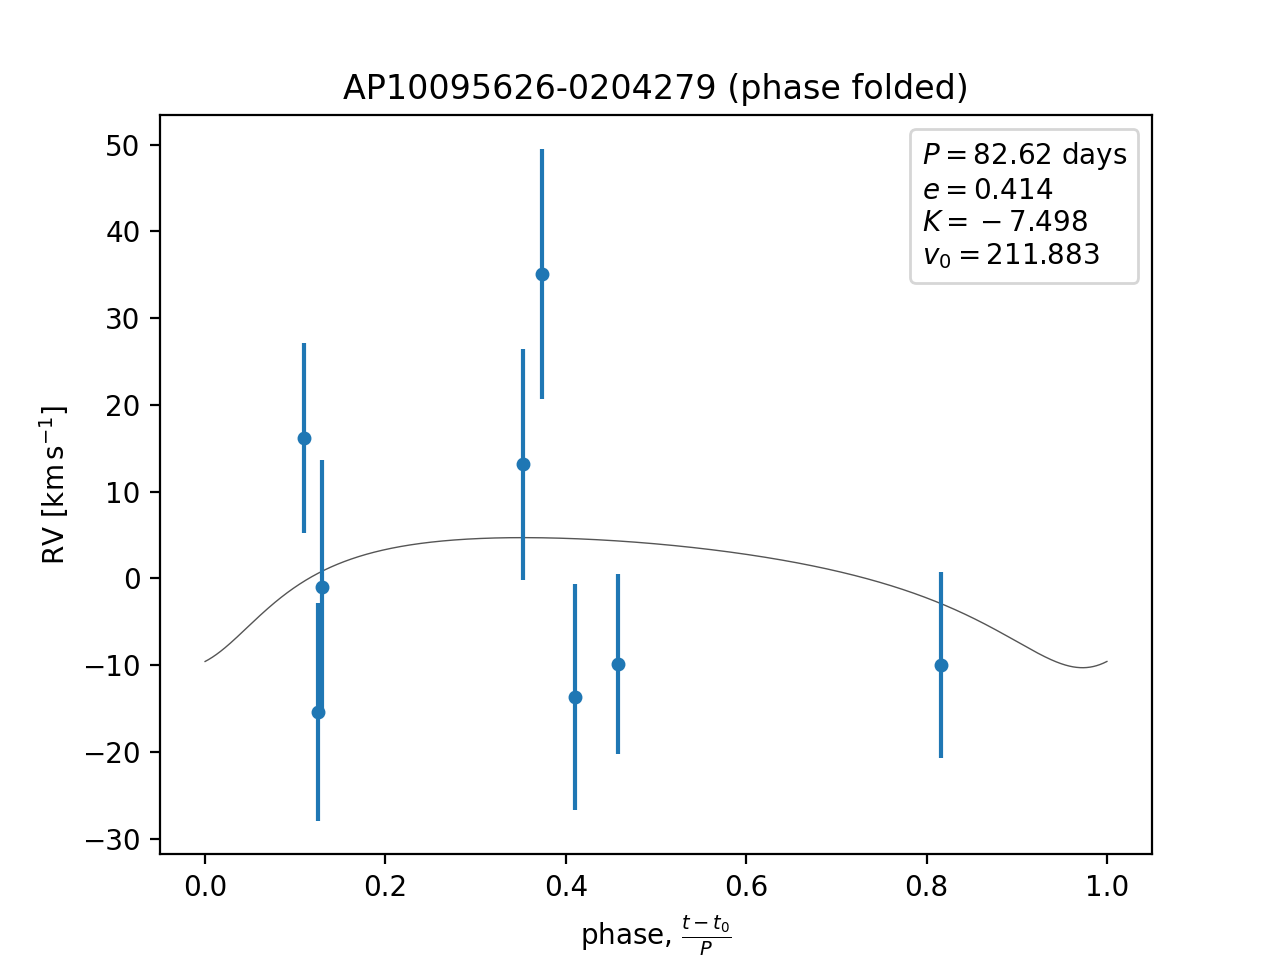 AP10095626-0204279 (phase folded)
P = 82.62 days
e = 0.414
K = −7.498
v₀ = 211.883
RV [km s⁻¹]
50
40
30
20
10
0
−10
−20
−30
0.0 0.2 0.4 0.6 0.8 1.0
phase, (t − t₀)/P